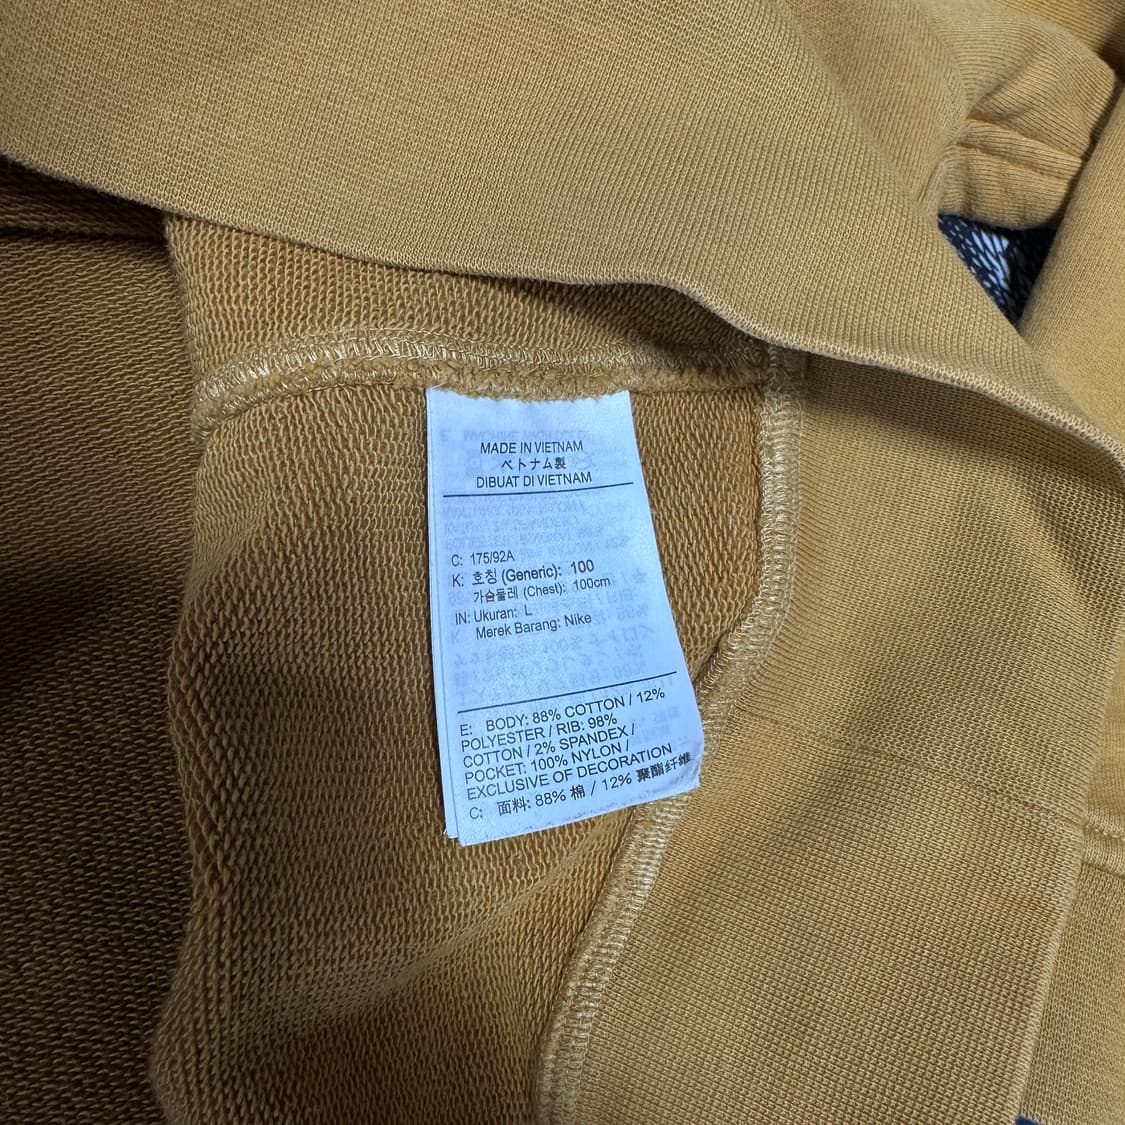 MADE IN VIETNAM
ベトナム製
DIBUAT DI VIETNAM
C: 175/92A
K: 호칭 (Generic): 100
가슴둘레 (Chest): 100cm
IN: Ukuran: L
Merek Barang: Nike
E: BODY: 88% COTTON / 12%
POLYESTER / RIB: 98%
COTTON / 2% SPANDEX /
POCKET: 100% NYLON /
EXCLUSIVE OF DECORATION
C: 面料: 88% 棉 / 12% 聚酯纤维